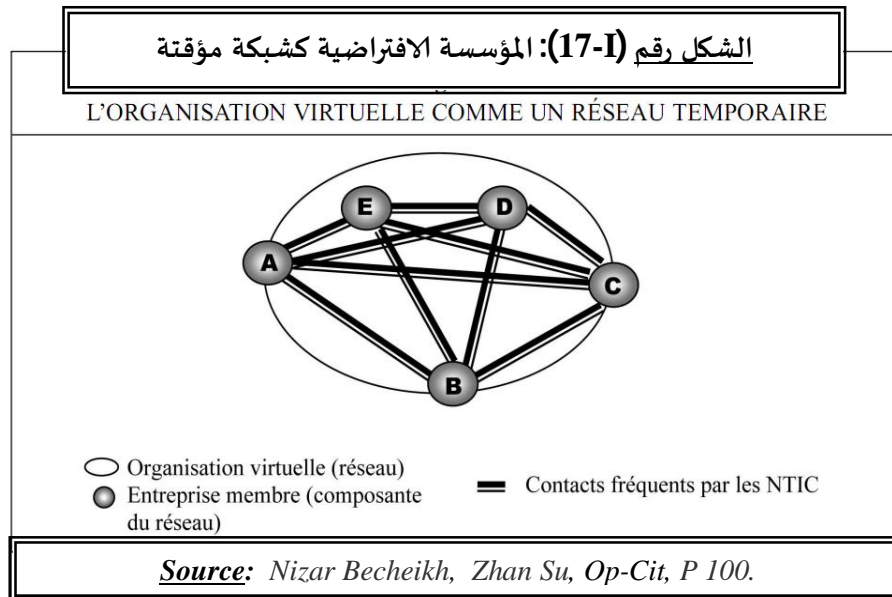 الشكل رقم (I-17): المؤسسة الافتراضية كشبكة مؤقتة
L'ORGANISATION VIRTUELLE COMME UN RÉSEAU TEMPORAIRE
E
D
A
C
B
Organisation virtuelle (réseau)
Entreprise membre (composante
du réseau)
Contacts fréquents par les NTIC
Source: Nizar Becheikh, Zhan Su, Op-Cit, P 100.